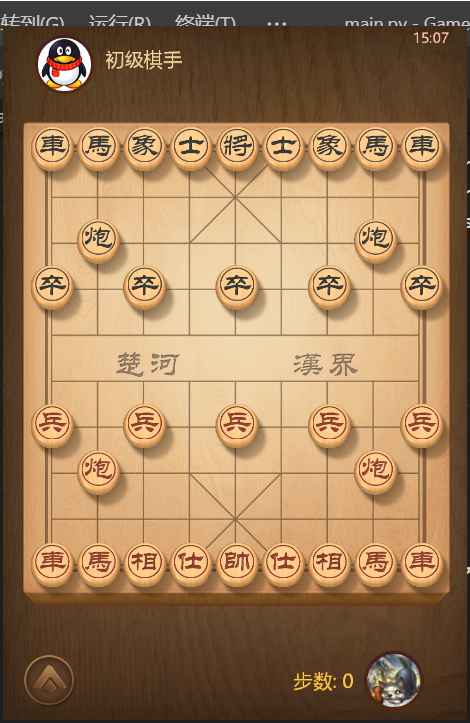 转到(G) 运行(R) 终端(T) ... main.py - Game
15:07
初级棋手
車馬象士將士象馬車
炮 炮
卒 卒 卒 卒 卒
楚河 漢界
兵 兵 兵 兵 兵
炮 炮
車馬相仕帥仕相馬車
步数: 0